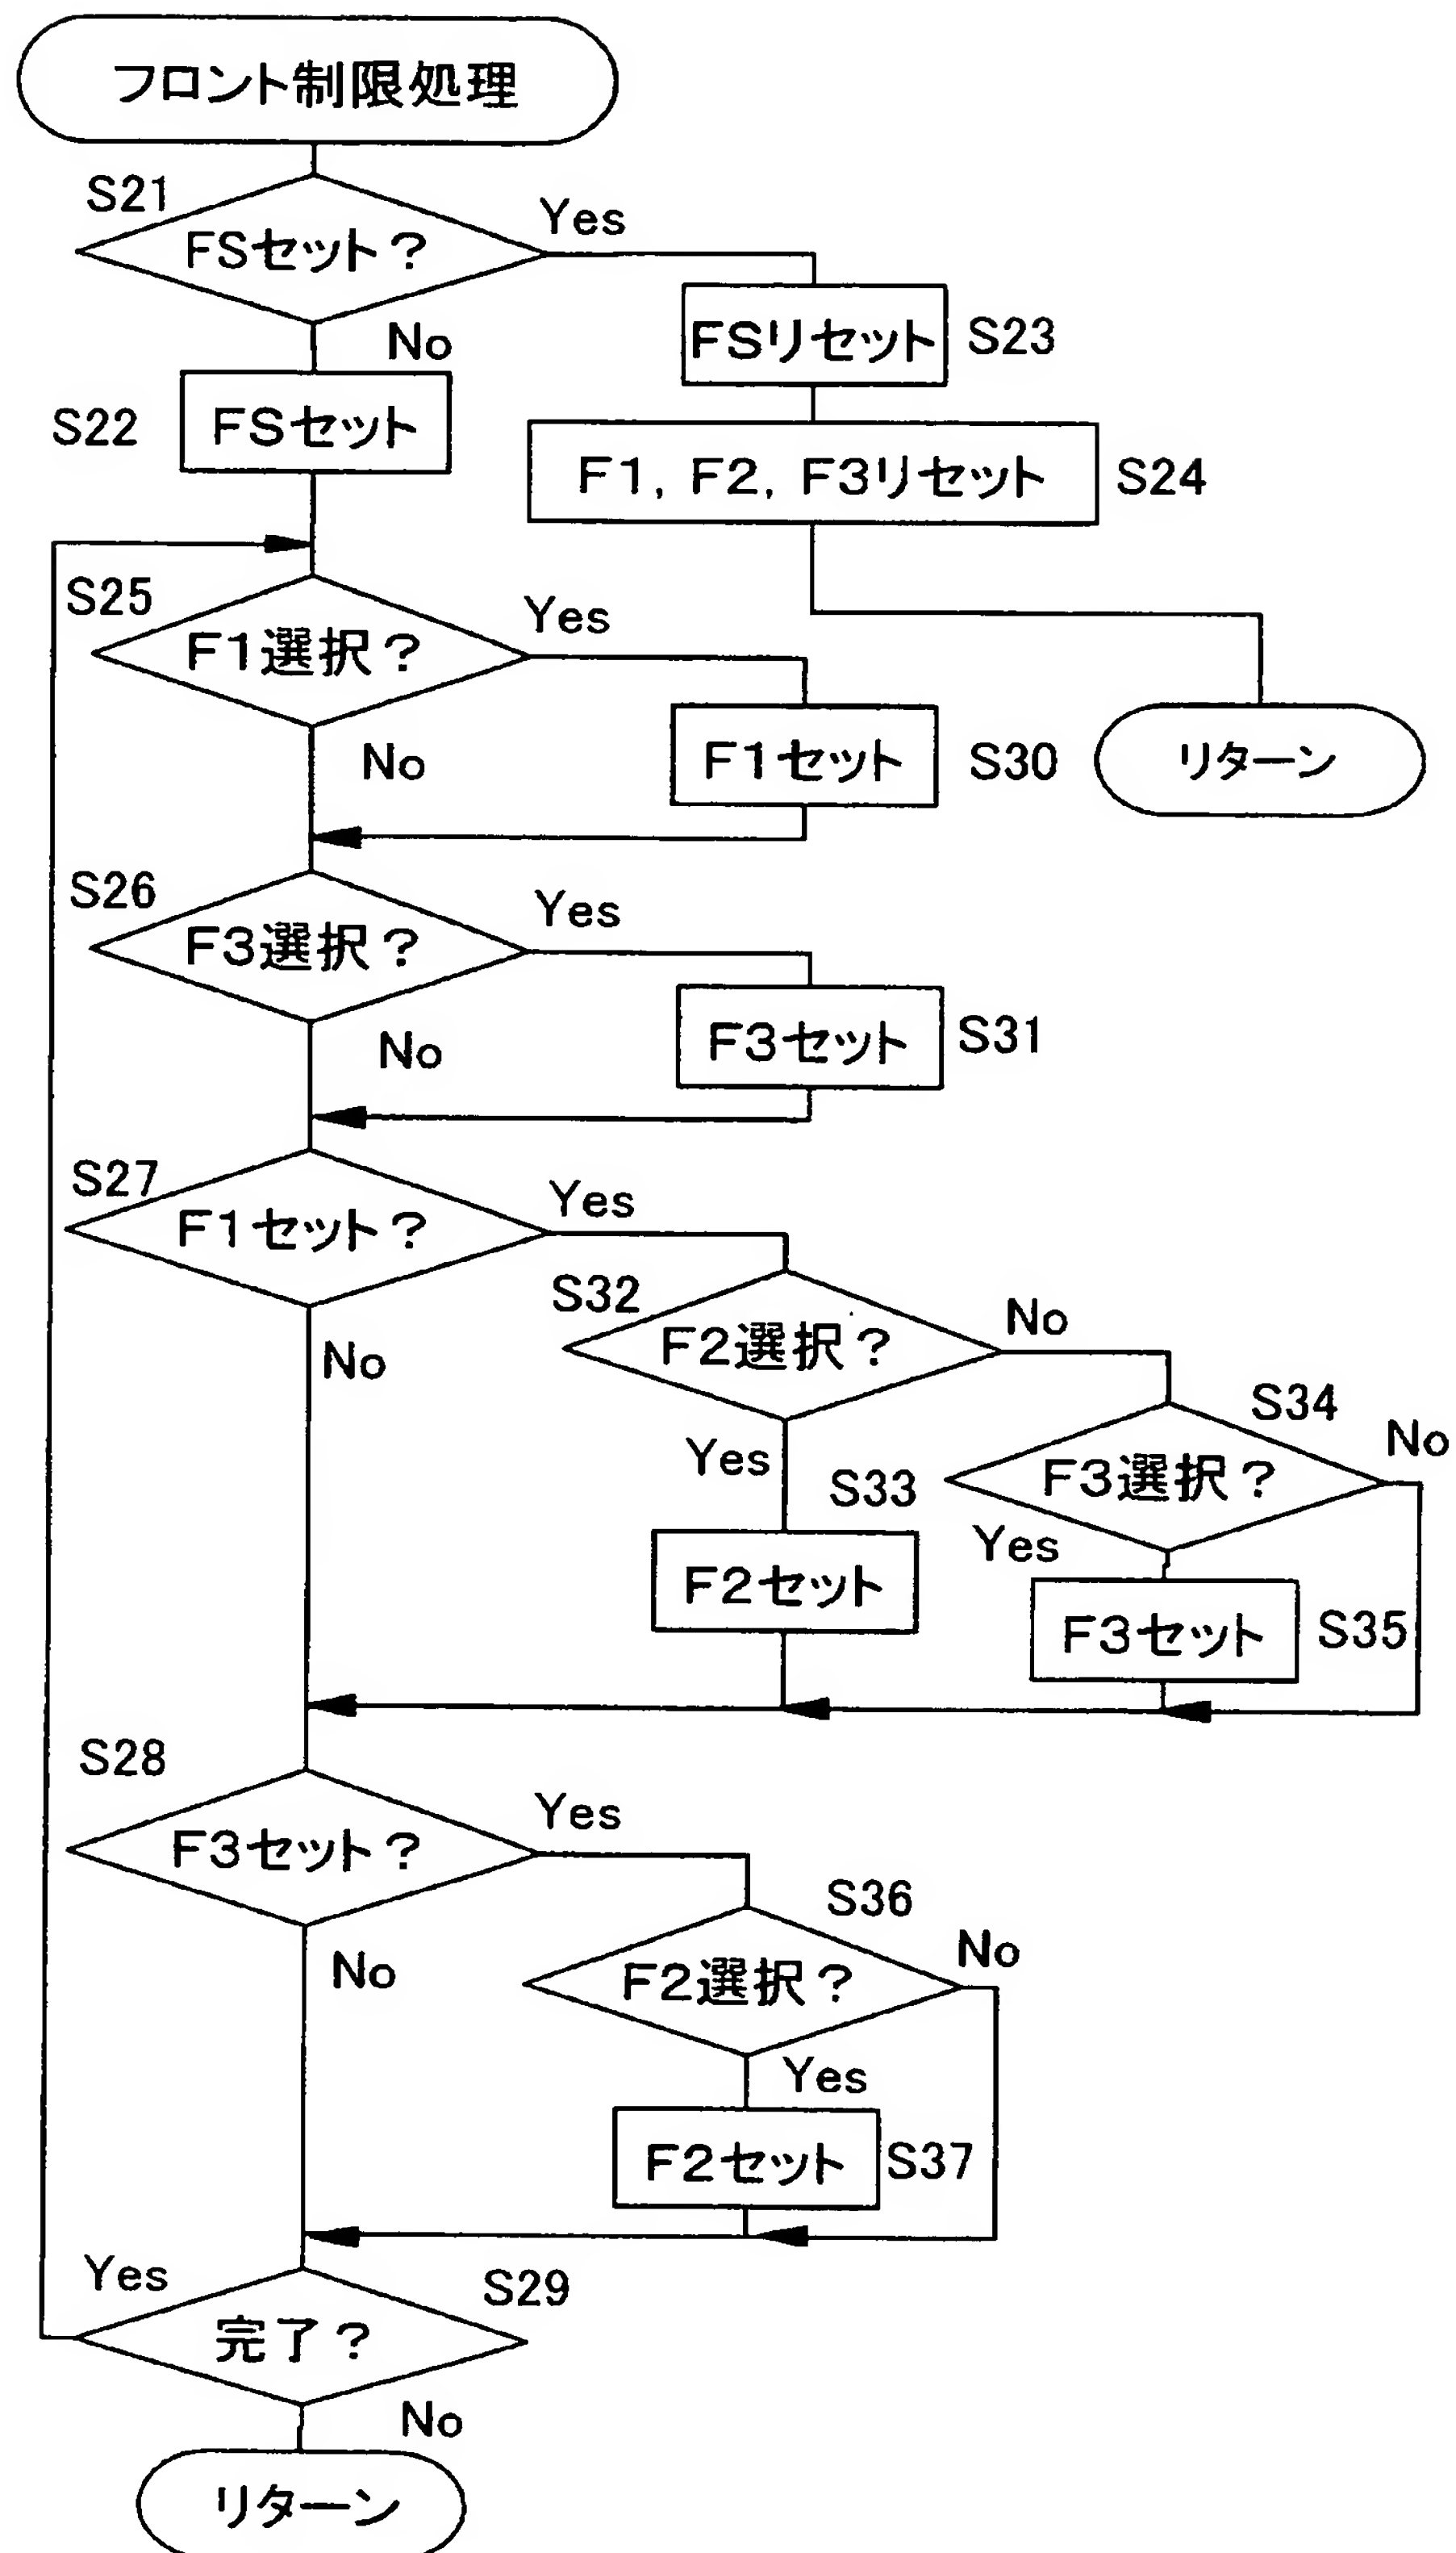 フロント制限処理
S21
FSセット？
Yes
No
FSリセット
S23
S22
FSセット
F1, F2, F3リセット
S24
S25
F1選択？
Yes
No
F1セット
S30
リターン
S26
F3選択？
Yes
No
F3セット
S31
S27
F1セット？
Yes
No
S32
F2選択？
No
Yes
S34
F3選択？
No
Yes
S33
F2セット
F3セット
S35
S28
F3セット？
Yes
No
S36
F2選択？
No
Yes
F2セット
S37
Yes
S29
完了？
No
リターン